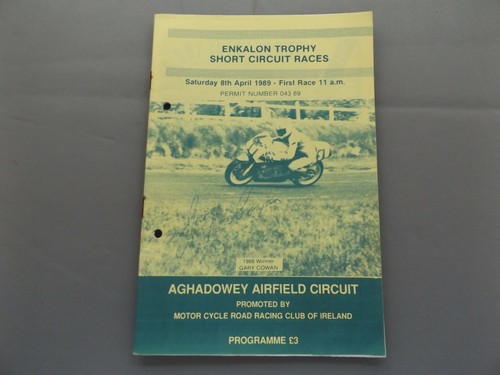 ENKALON TROPHY
SHORT CIRCUIT RACES
Saturday 8th April 1989 - First Race 11 a.m.
PERMIT NUMBER 043 89
1988 Winner
GARY COWAN
AGHADOWEY AIRFIELD CIRCUIT
PROMOTED BY
MOTOR CYCLE ROAD RACING CLUB OF IRELAND
PROGRAMME £3